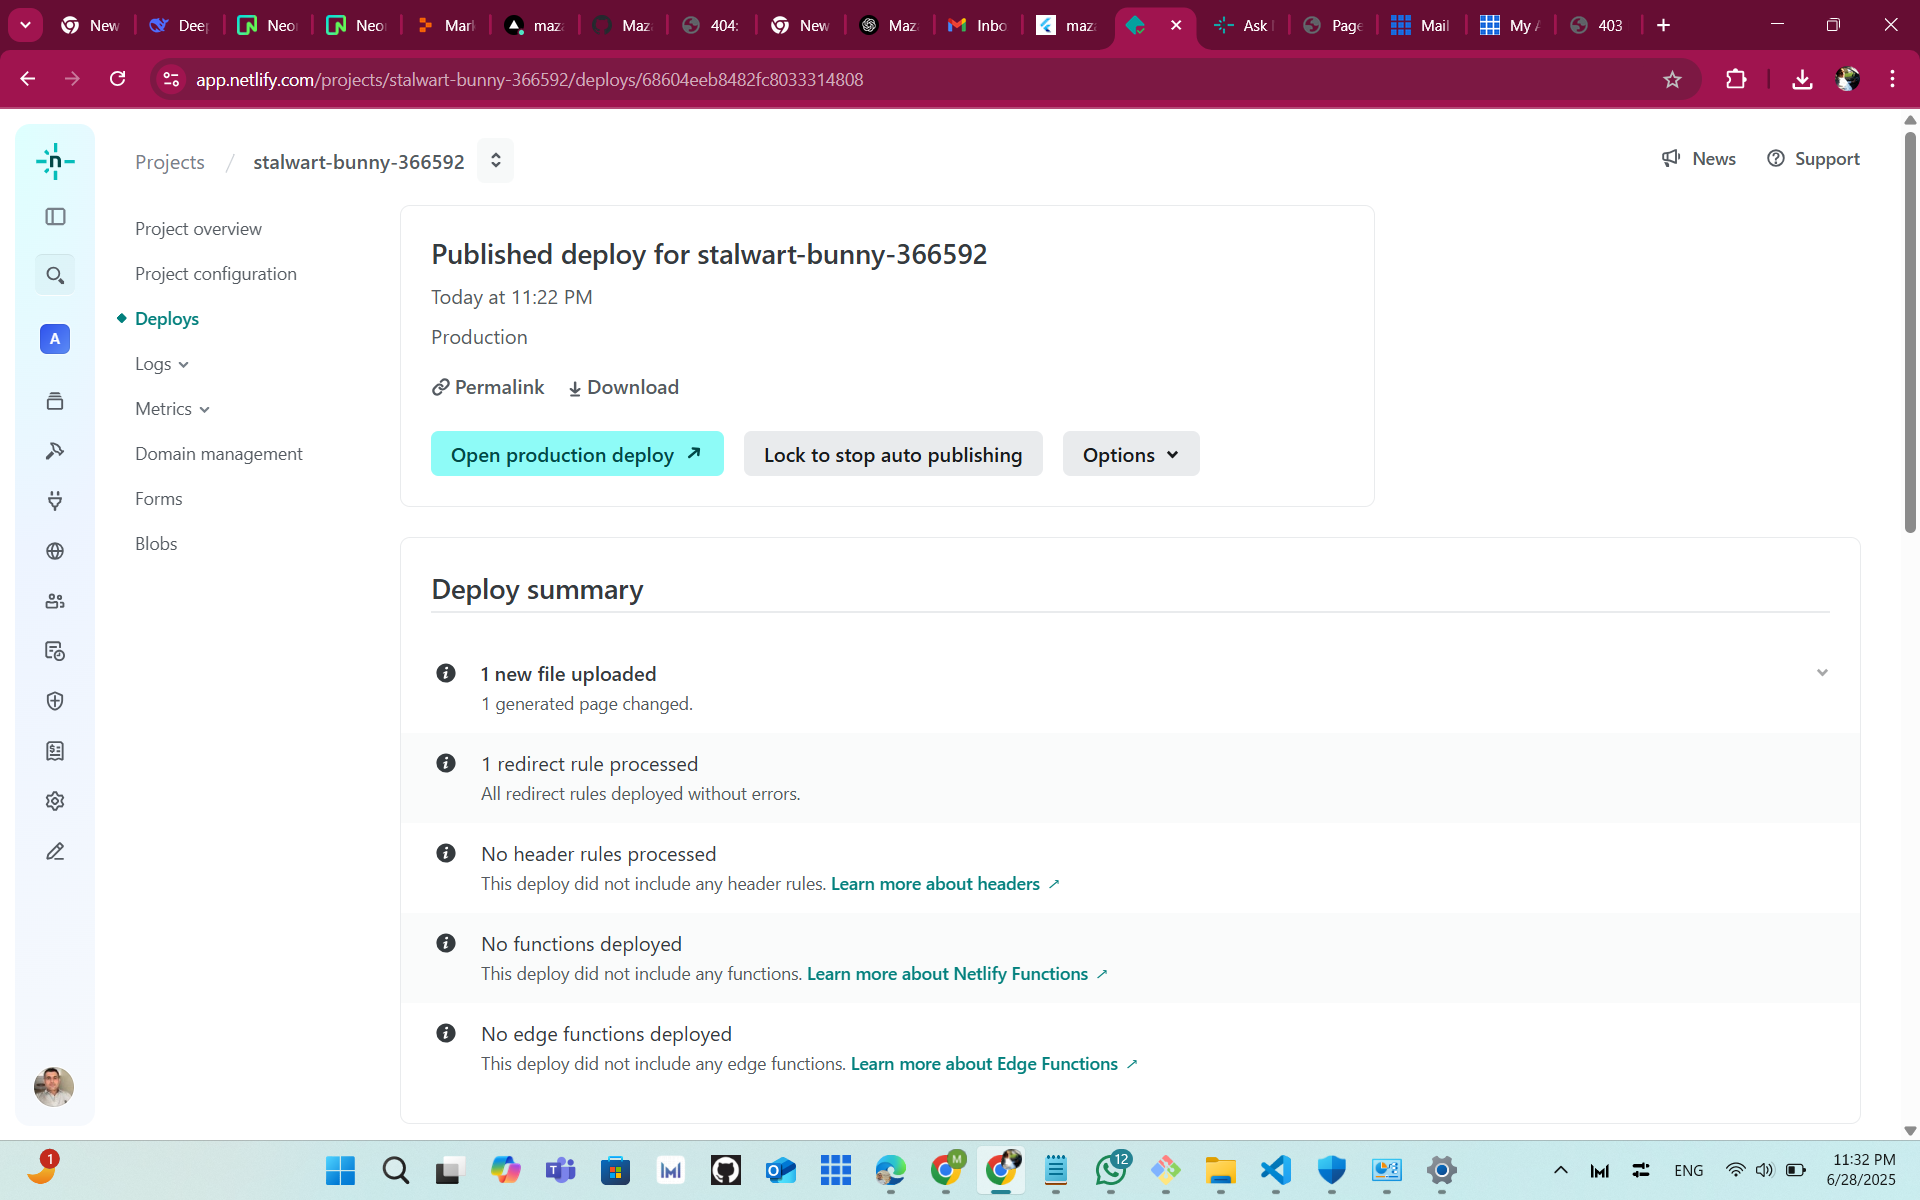 New
Deep
Neon
Neon
Mark
maza
Maz
404:
New
Maz
Inbo
maz
Ask
Page
Mail
My A
403
app.netlify.com/projects/stalwart-bunny-366592/deploys/68604eeb8482fc8033314808
Projects / stalwart-bunny-366592
News
Support
Project overview
Project configuration
Deploys
Logs
Metrics
Domain management
Forms
Blobs
A
Published deploy for stalwart-bunny-366592
Today at 11:22 PM
Production
Permalink
Download
Open production deploy
Lock to stop auto publishing
Options
Deploy summary
1 new file uploaded
1 generated page changed.
1 redirect rule processed
All redirect rules deployed without errors.
No header rules processed
This deploy did not include any header rules. Learn more about headers
No functions deployed
This deploy did not include any functions. Learn more about Netlify Functions
No edge functions deployed
This deploy did not include any edge functions. Learn more about Edge Functions
1
M
12
ENG
11:32 PM
6/28/2025